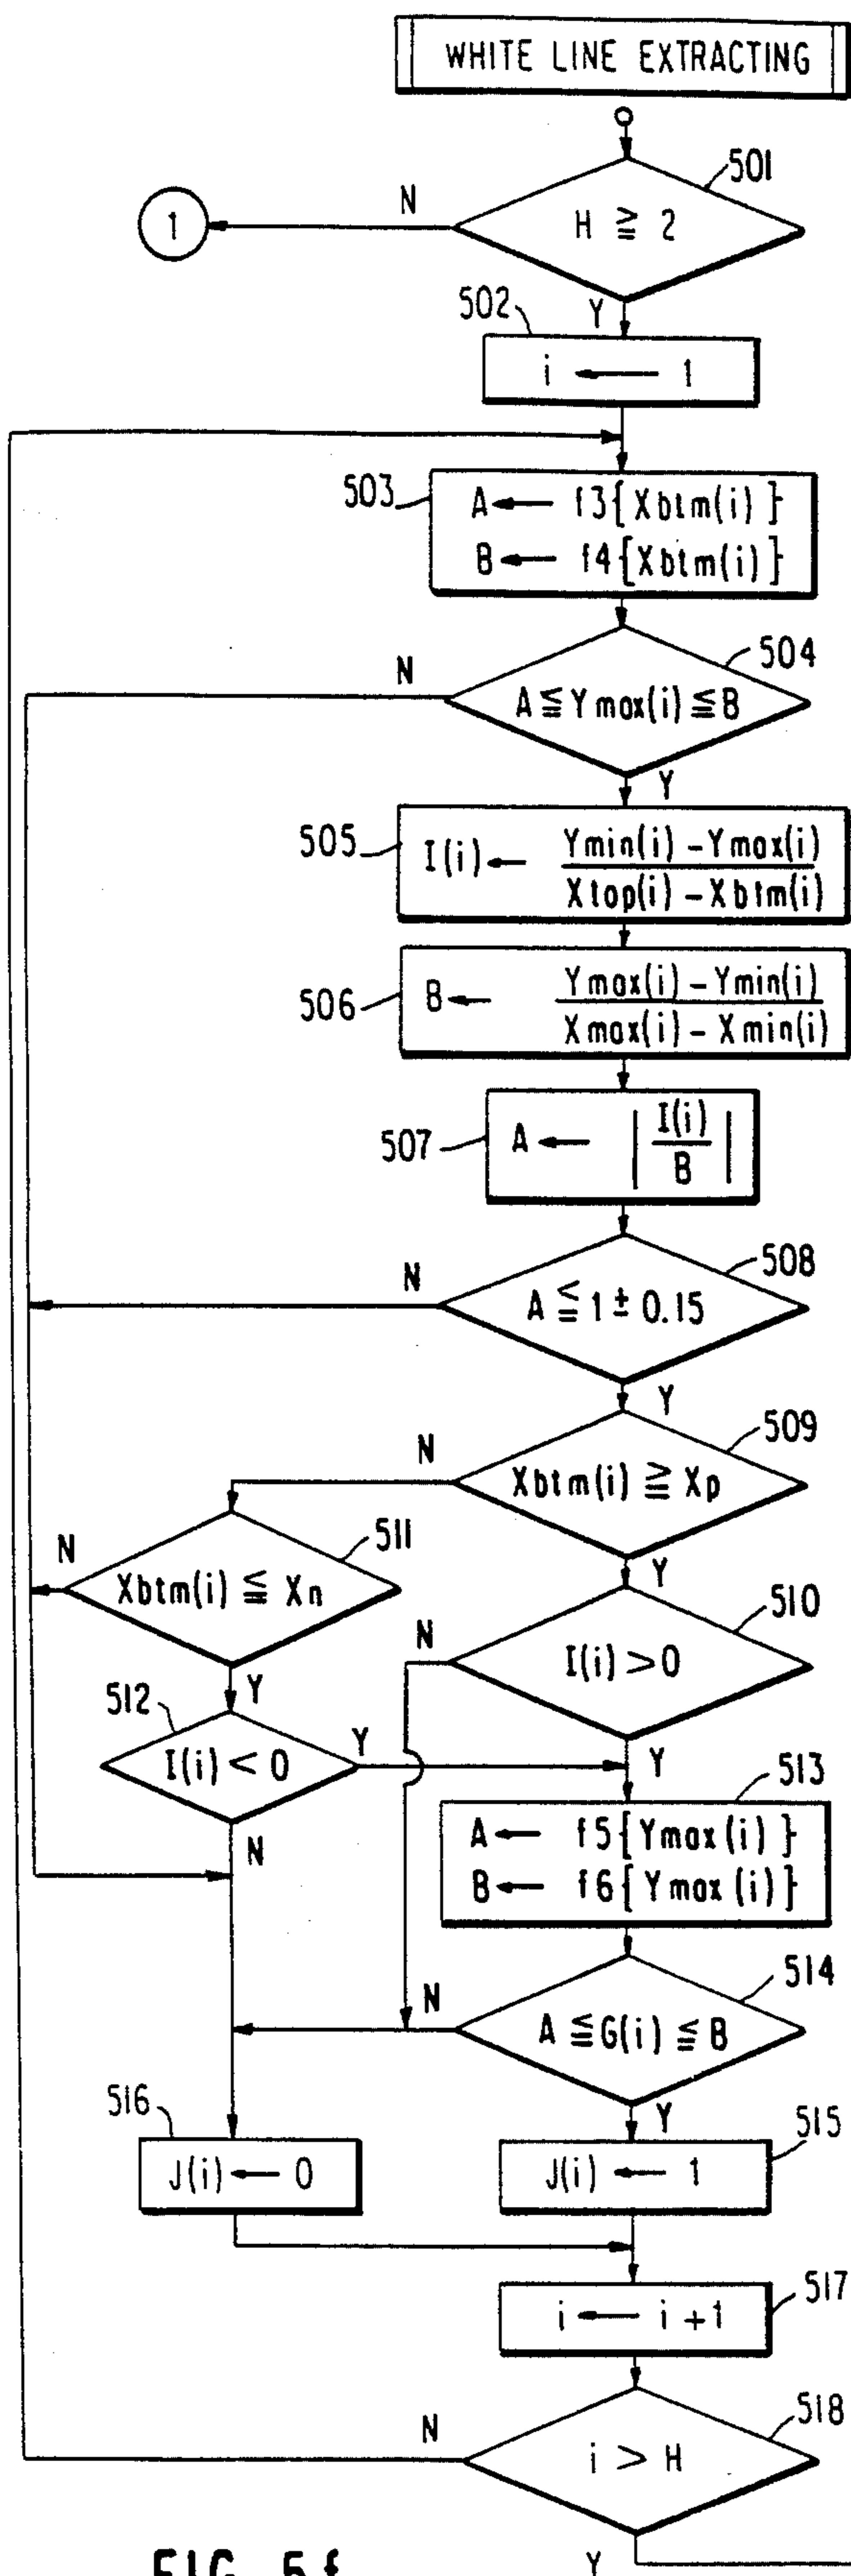 WHITE LINE EXTRACTING
501
N
1
H ≧ 2
502
Y
i ← 1
503
A ← f3{Xbtm(i)}
B ← f4{Xbtm(i)}
504
N
A ≦ Ymax(i) ≦ B
Y
505
I(i) ← Ymin(i) - Ymax(i)
Xtop(i) - Xbtm(i)
506
B ← Ymax(i) - Ymin(i)
Xmax(i) - Xmin(i)
507
A ← | I(i) |
B
508
N
A ≦ 1 ± 0.15
Y
509
N
Xbtm(i) ≧ Xp
511
N
Xbtm(i) ≦ Xn
Y
510
N
I(i) > 0
Y
512
Y
I(i) < 0
Y
513
N
A ← f5{Ymax(i)}
B ← f6{Ymax(i)}
514
N
A ≦ G(i) ≦ B
516
Y
515
J(i) ← 0
J(i) ← 1
517
i ← i + 1
518
N
i > H
Y
FIG. 5f